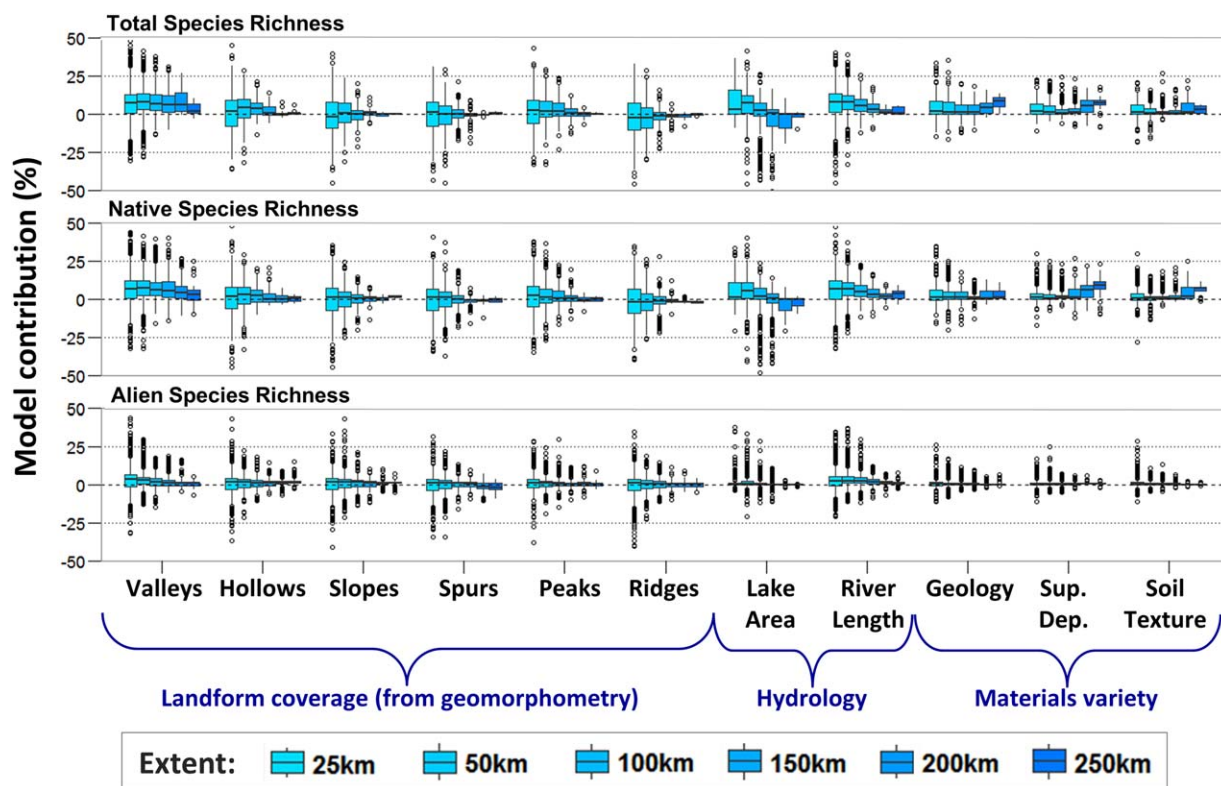 Total Species Richness
50
25
0
-25
-50
Native Species Richness
50
25
0
-25
-50
Alien Species Richness
50
25
0
-25
-50
Model contribution (%)
Valleys Hollows Slopes Spurs Peaks Ridges Lake Area River Length Geology Sup. Dep. Soil Texture
Landform coverage (from geomorphometry) Hydrology Materials variety
Extent: 25km 50km 100km 150km 200km 250km